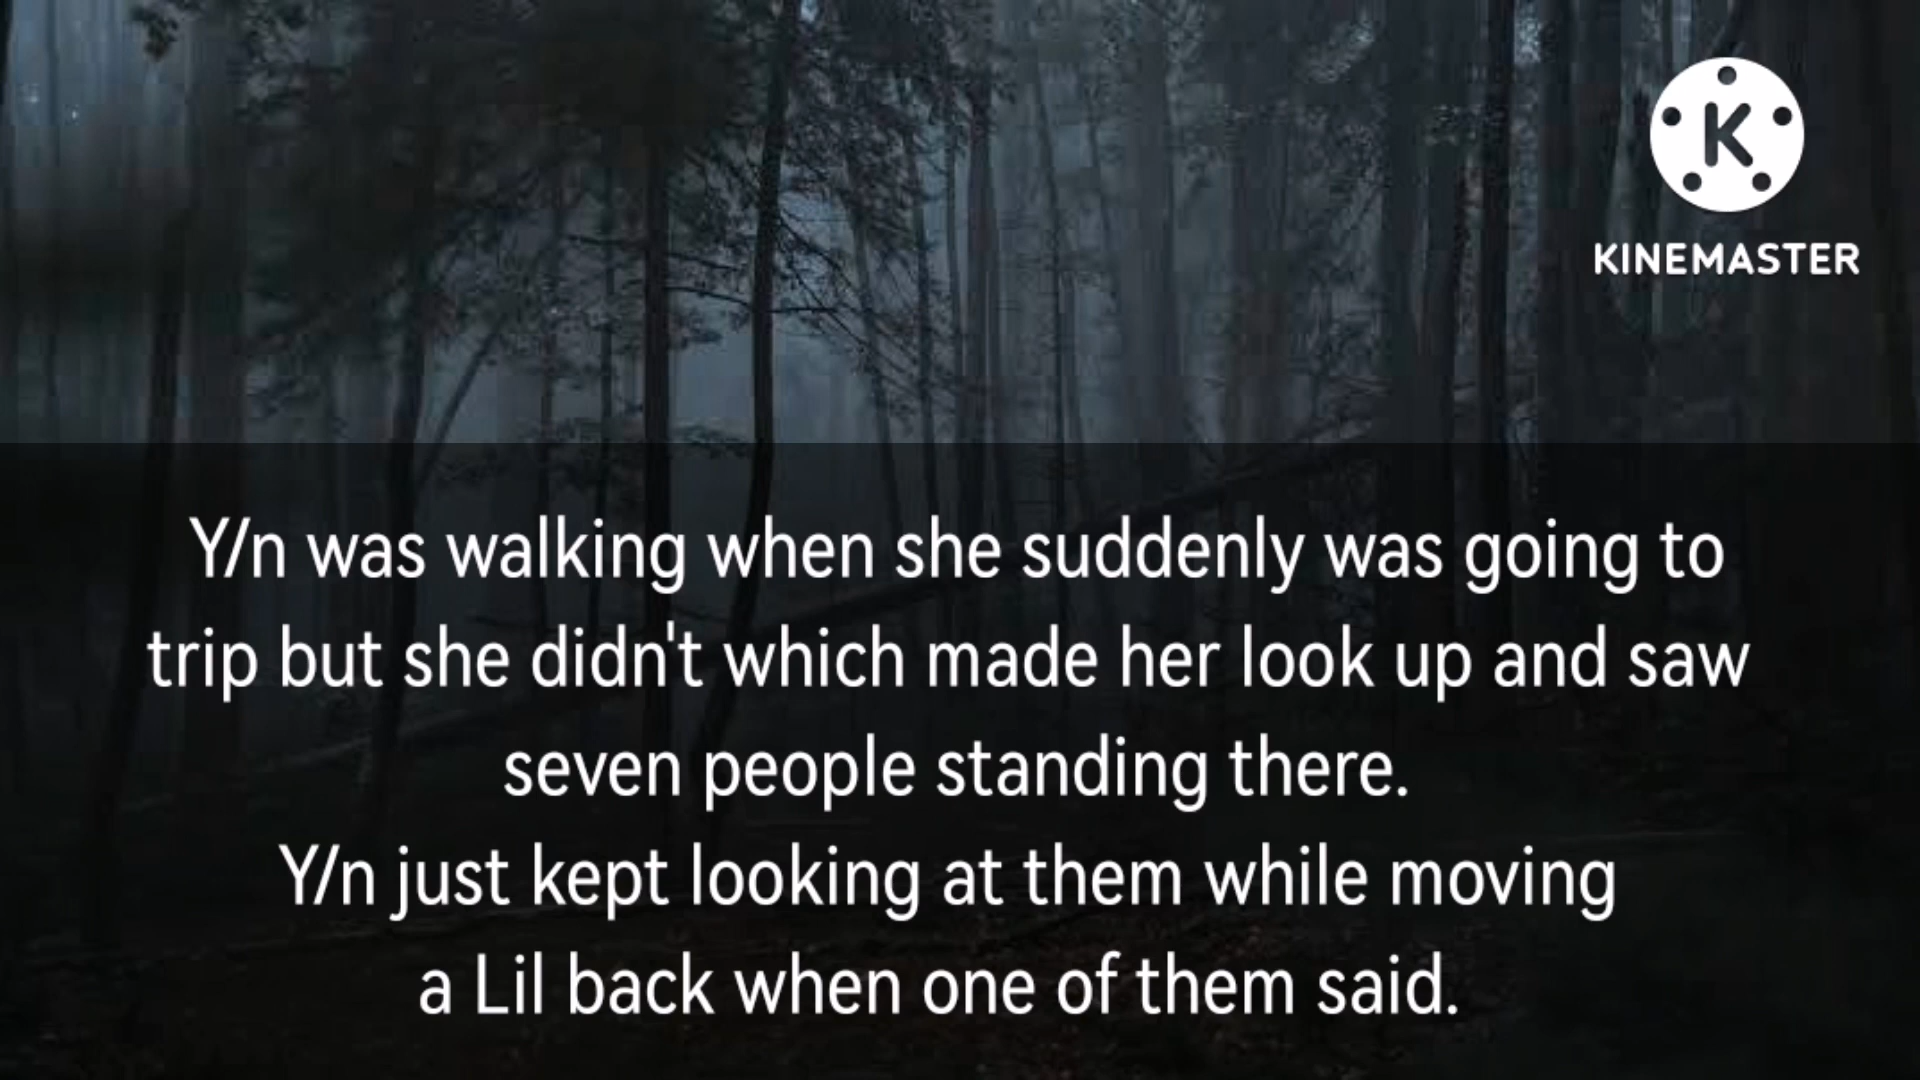 K
KINEMASTER
Y/n was walking when she suddenly was going to
trip but she didn't which made her look up and saw
seven people standing there.
Y/n just kept looking at them while moving
a Lil back when one of them said.